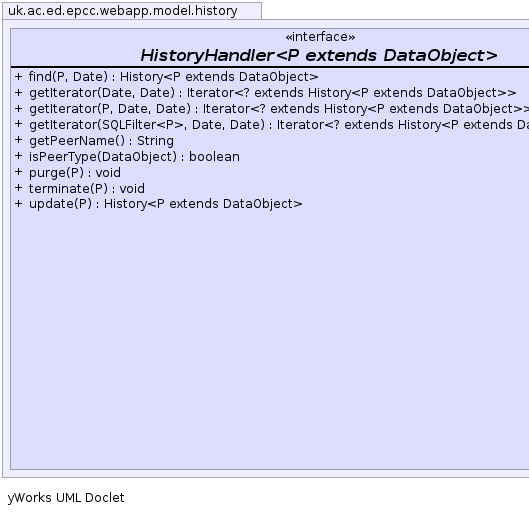 uk.ac.ed.epcc.webapp.model.history
«interface»
HistoryHandler<P extends DataObject>
+ find(P, Date) : History<P extends DataObject>
+ getIterator(Date, Date) : Iterator<? extends History<P extends DataObject>>
+ getIterator(P, Date, Date) : Iterator<? extends History<P extends DataObject>>
+ getIterator(SQLFilter<P>, Date, Date) : Iterator<? extends History<P extends
+ getPeerName() : String
+ isPeerType(DataObject) : boolean
+ purge(P) : void
+ terminate(P) : void
+ update(P) : History<P extends DataObject>
yWorks UML Doclet